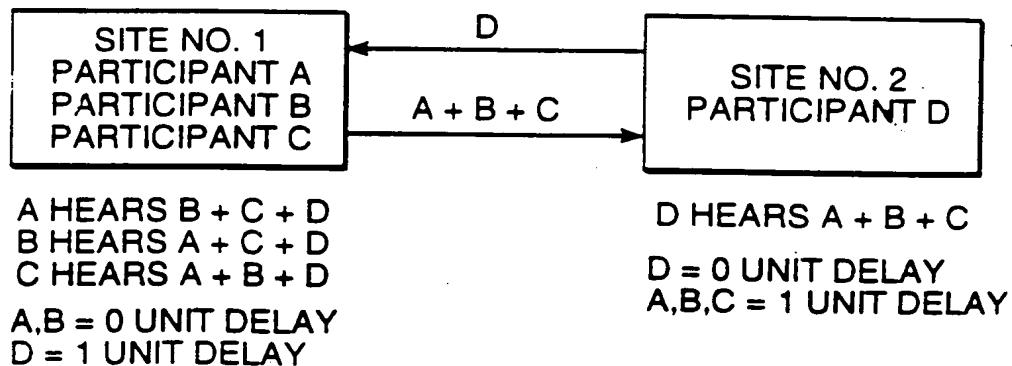 SITE NO. 1
PARTICIPANT A
PARTICIPANT B
PARTICIPANT C
D
A + B + C
SITE NO. 2
PARTICIPANT D
A HEARS B + C + D
B HEARS A + C + D
C HEARS A + B + D
A,B = 0 UNIT DELAY
D = 1 UNIT DELAY
D HEARS A + B + C
D = 0 UNIT DELAY
A,B,C = 1 UNIT DELAY